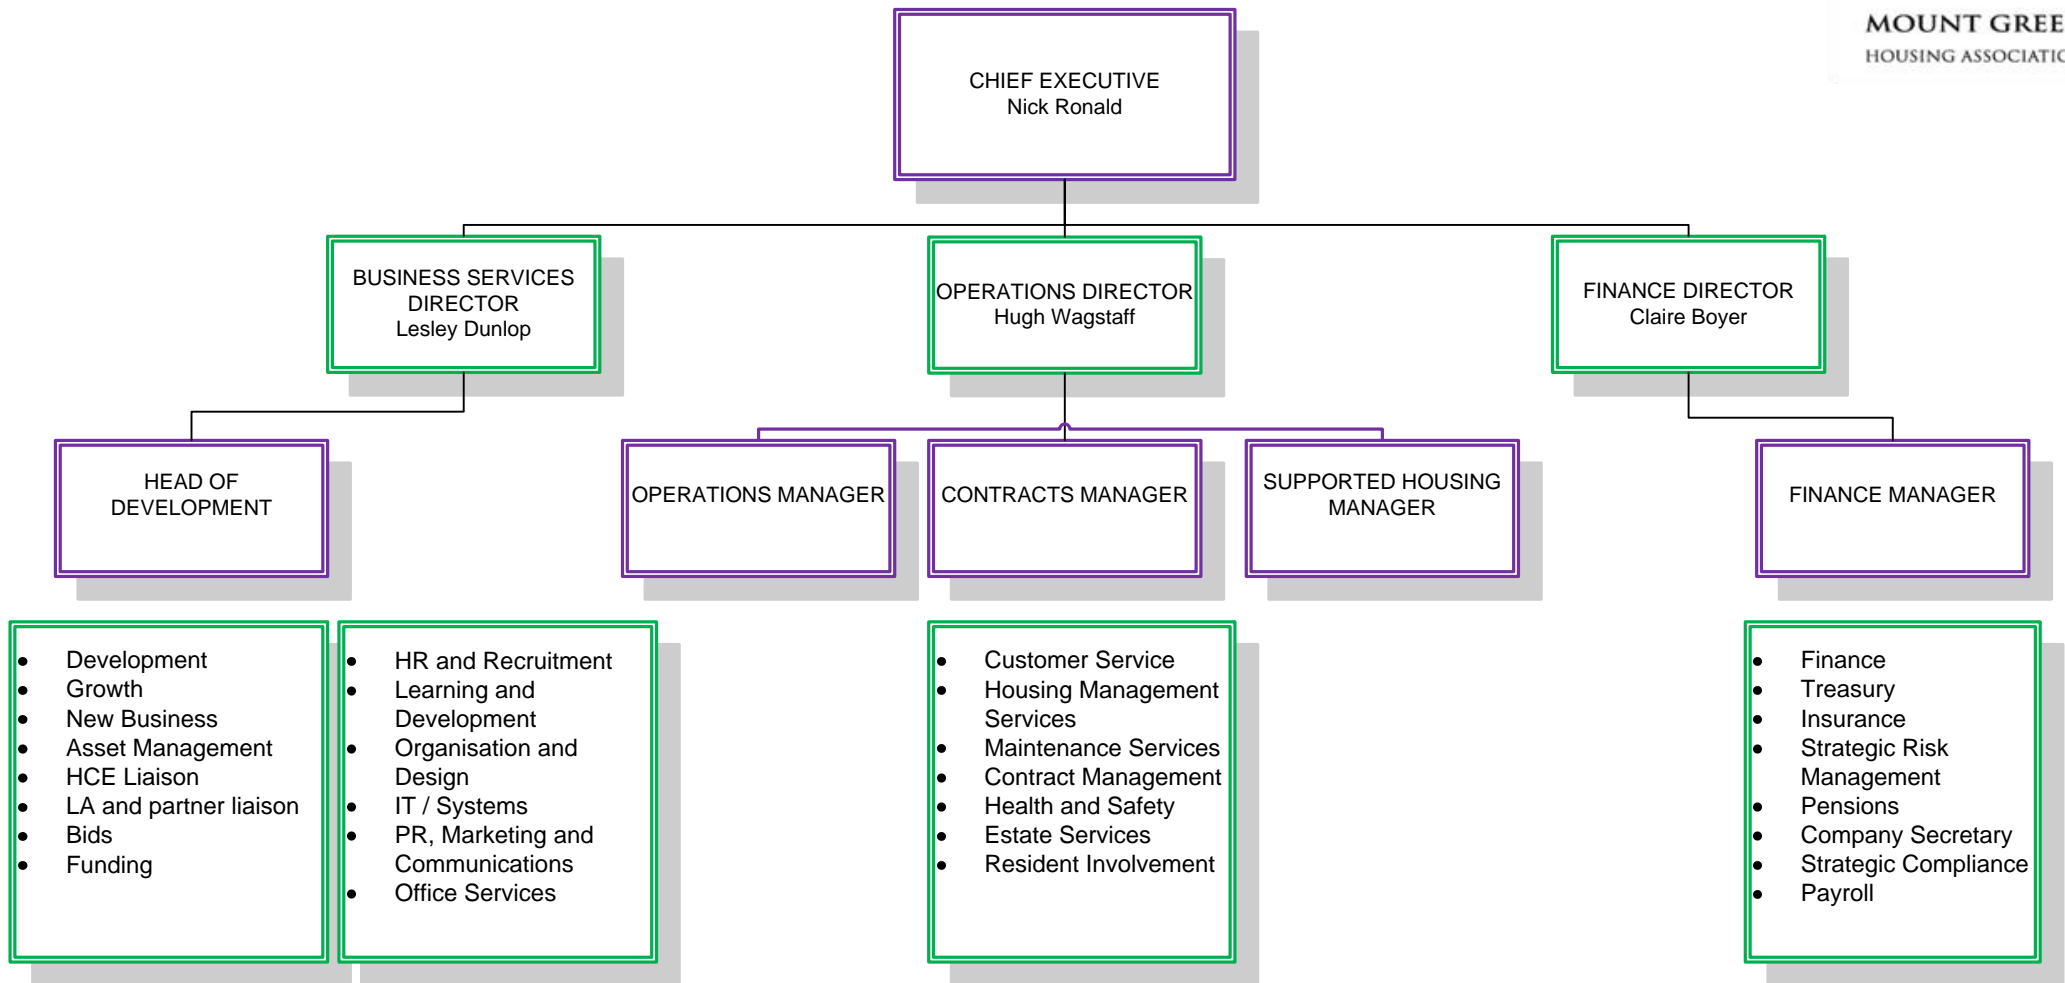 MOUNT GREE
HOUSING ASSOCIATIO
CHIEF EXECUTIVE
Nick Ronald
BUSINESS SERVICES
DIRECTOR
Lesley Dunlop
OPERATIONS DIRECTOR
Hugh Wagstaff
FINANCE DIRECTOR
Claire Boyer
HEAD OF
DEVELOPMENT
OPERATIONS MANAGER
CONTRACTS MANAGER
SUPPORTED HOUSING
MANAGER
FINANCE MANAGER
• Development
• Growth
• New Business
• Asset Management
• HCE Liaison
• LA and partner liaison
• Bids
• Funding
• HR and Recruitment
• Learning and
Development
• Organisation and
Design
• IT / Systems
• PR, Marketing and
Communications
• Office Services
• Customer Service
• Housing Management
Services
• Maintenance Services
• Contract Management
• Health and Safety
• Estate Services
• Resident Involvement
• Finance
• Treasury
• Insurance
• Strategic Risk
Management
• Pensions
• Company Secretary
• Strategic Compliance
• Payroll